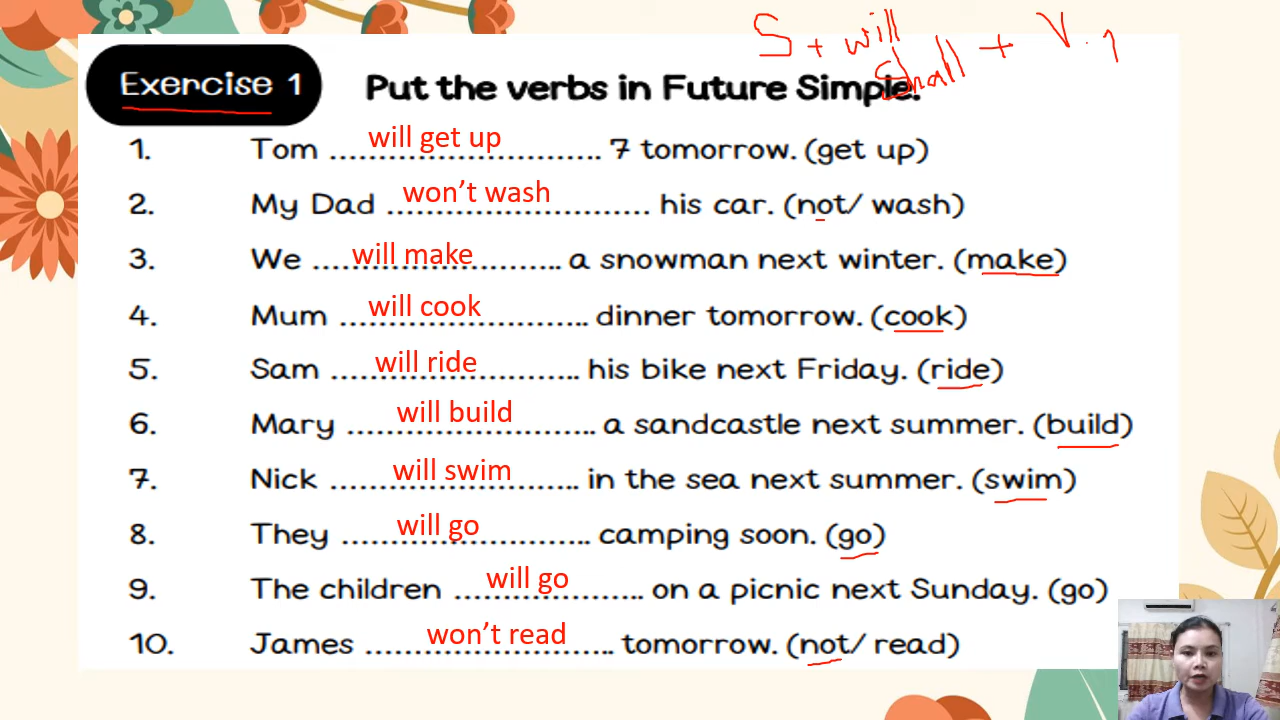 S + will + V.1
Shall
Exercise 1
Put the verbs in Future Simple.
1. Tom will get up 7 tomorrow. (get up)
2. My Dad won't wash his car. (not/ wash)
3. We will make a snowman next winter. (make)
4. Mum will cook dinner tomorrow. (cook)
5. Sam will ride his bike next Friday. (ride)
6. Mary will build a sandcastle next summer. (build)
7. Nick will swim in the sea next summer. (swim)
8. They will go camping soon. (go)
9. The children will go on a picnic next Sunday. (go)
10. James won't read tomorrow. (not/ read)